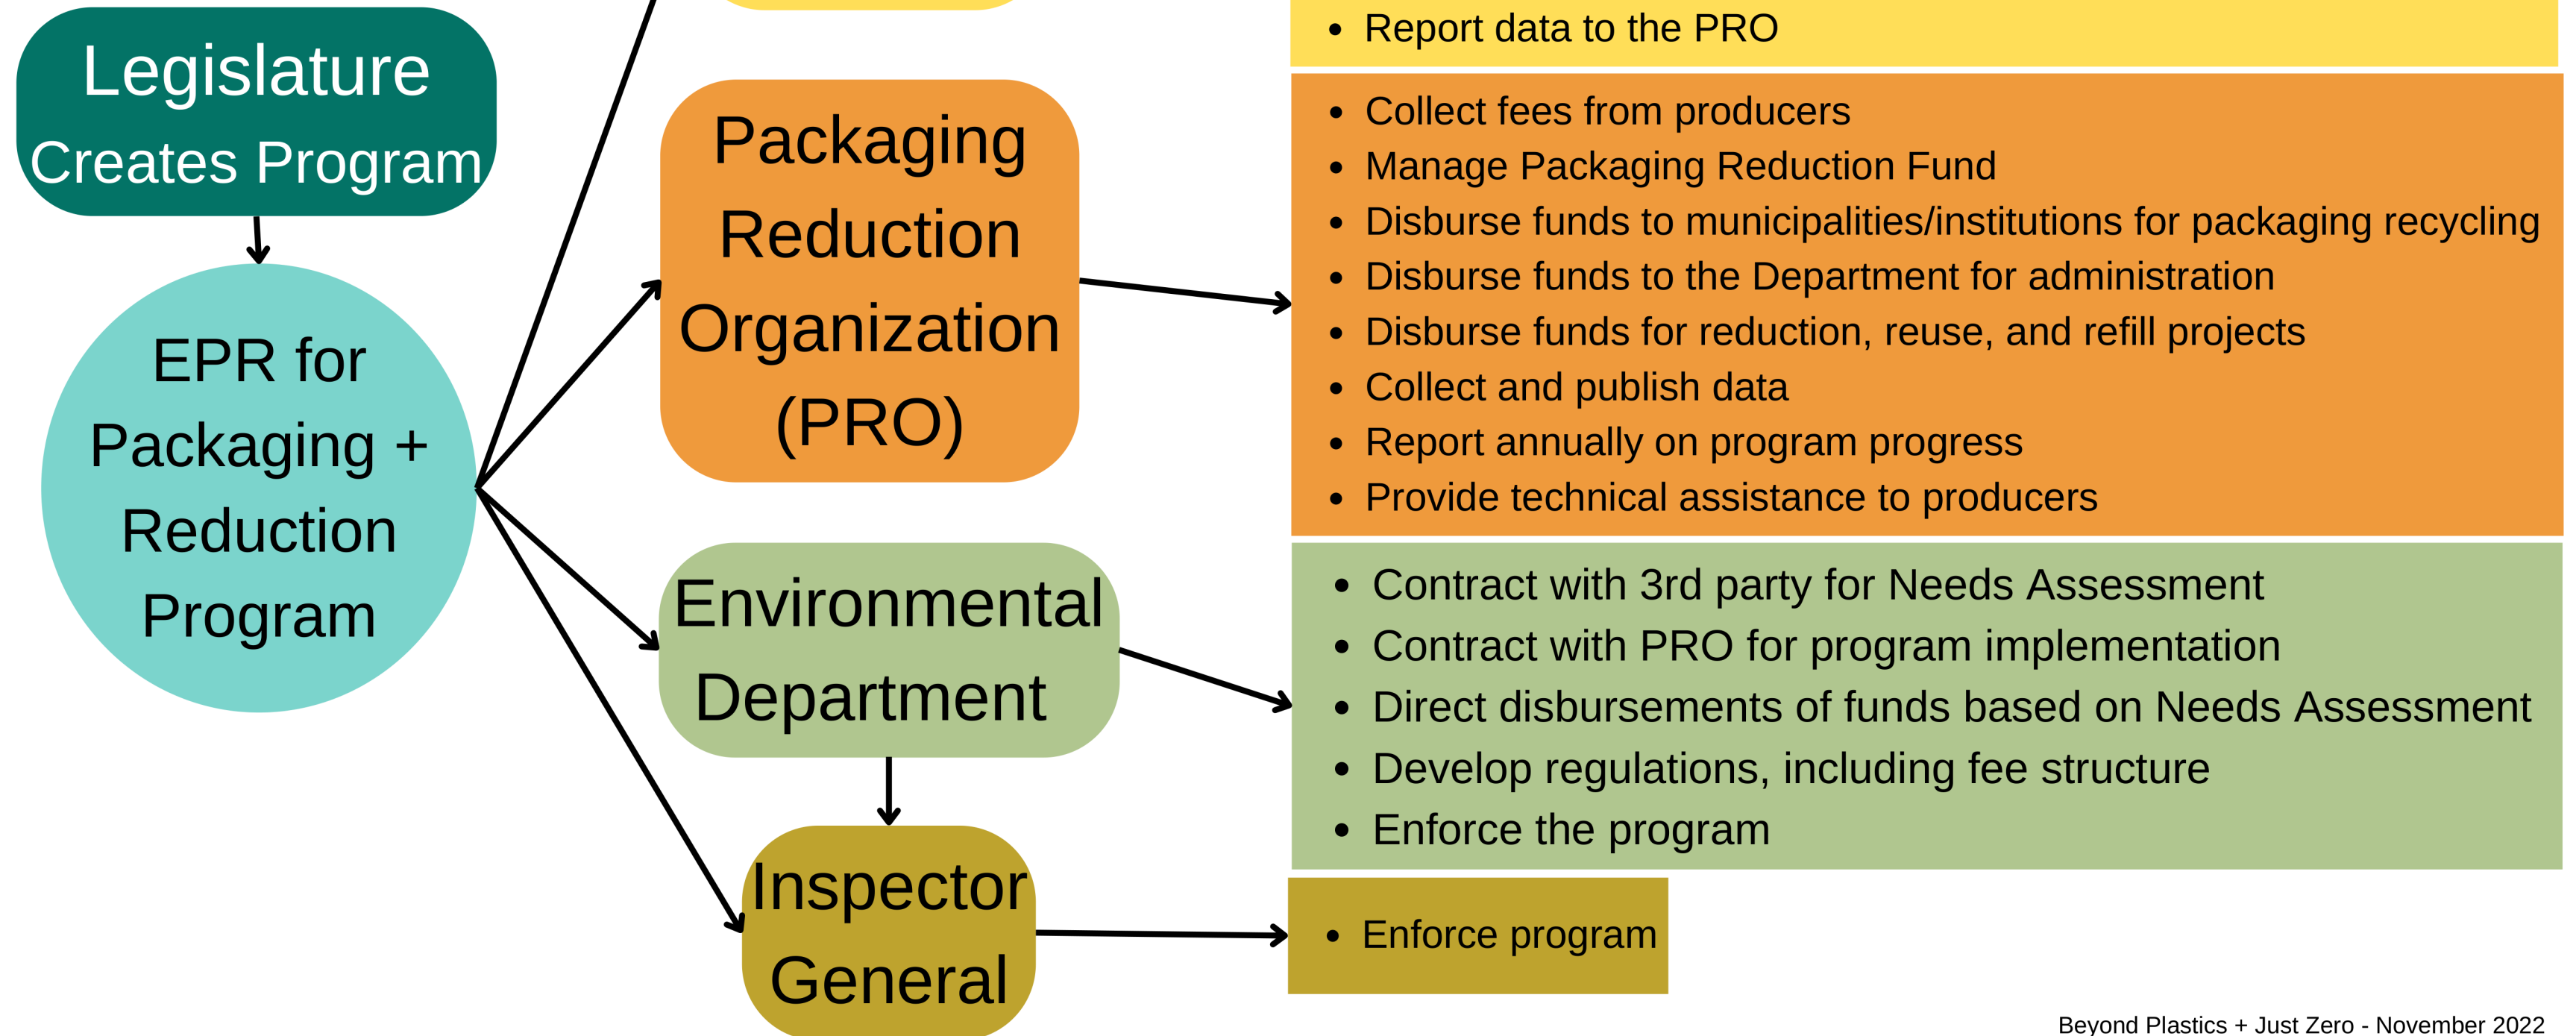 Legislature
Creates Program
EPR for
Packaging +
Reduction
Program
Packaging
Reduction
Organization
(PRO)
Environmental
Department
Inspector
General
• Report data to the PRO
• Collect fees from producers
• Manage Packaging Reduction Fund
• Disburse funds to municipalities/institutions for packaging recycling
• Disburse funds to the Department for administration
• Disburse funds for reduction, reuse, and refill projects
• Collect and publish data
• Report annually on program progress
• Provide technical assistance to producers
• Contract with 3rd party for Needs Assessment
• Contract with PRO for program implementation
• Direct disbursements of funds based on Needs Assessment
• Develop regulations, including fee structure
• Enforce the program
• Enforce program
Beyond Plastics + Just Zero - November 2022